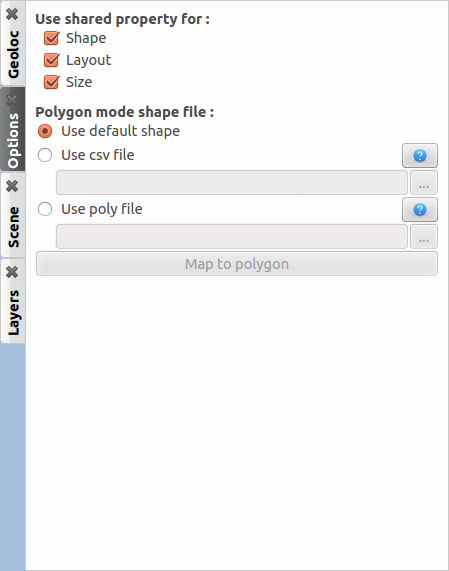 Geoloc
Options
Scene
Layers
Use shared property for :
Shape
Layout
Size
Polygon mode shape file :
Use default shape
Use csv file
?
...
Use poly file
?
...
Map to polygon